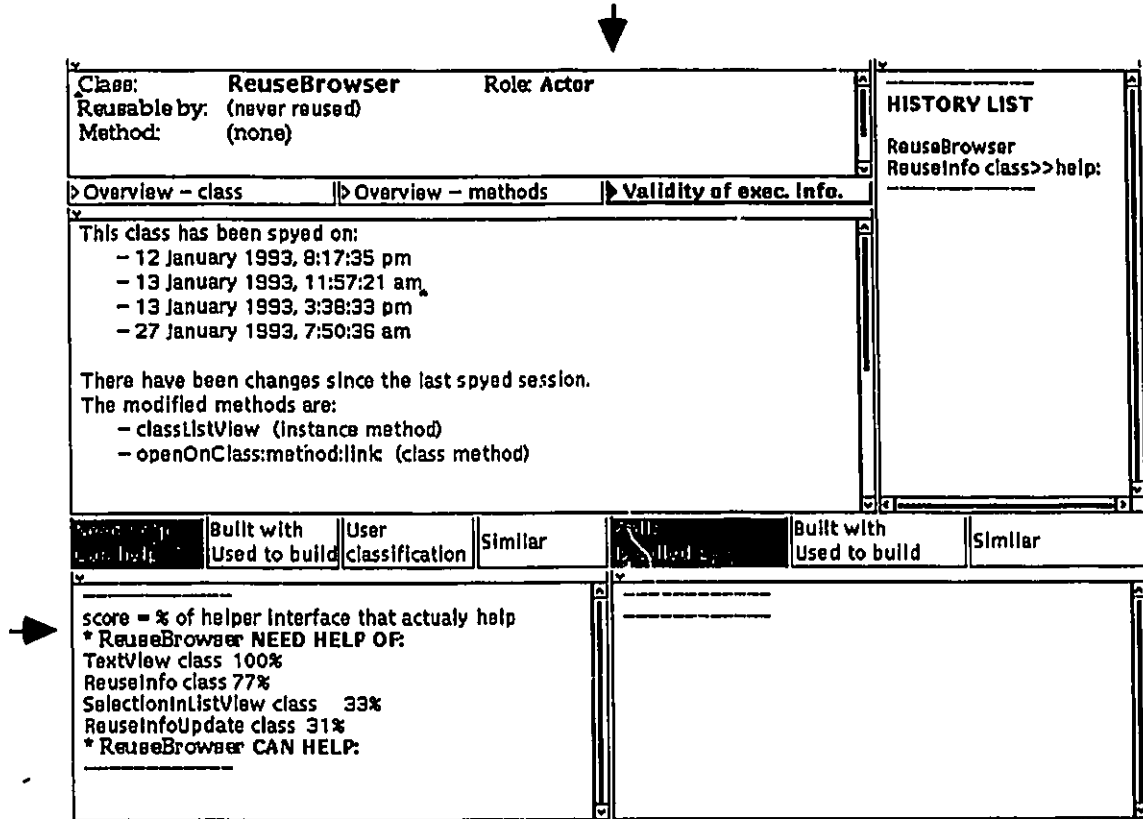 Class: ReuseBrowser Role: Actor
Reusable by: (never reused)
Method: (none)
HISTORY LIST
ReuseBrowser
ReuseInfo class>>help:
Overview – class
Overview – methods
Validity of exec. info.
This class has been spyed on:
– 12 January 1993, 8:17:35 pm
– 13 January 1993, 11:57:21 am
– 13 January 1993, 3:38:33 pm
– 27 January 1993, 7:50:36 am
There have been changes since the last spyed session.
The modified methods are:
– classListView (instance method)
– openOnClass:method:link: (class method)
can help
Built with
Used to build
User
classification
Similar
Built with
Used to build
Similar
score = % of helper interface that actualy help
* ReuseBrowser NEED HELP OF:
TextView class 100%
ReuseInfo class 77%
SelectionInListView class 33%
ReuseInfoUpdate class 31%
* ReuseBrowser CAN HELP: